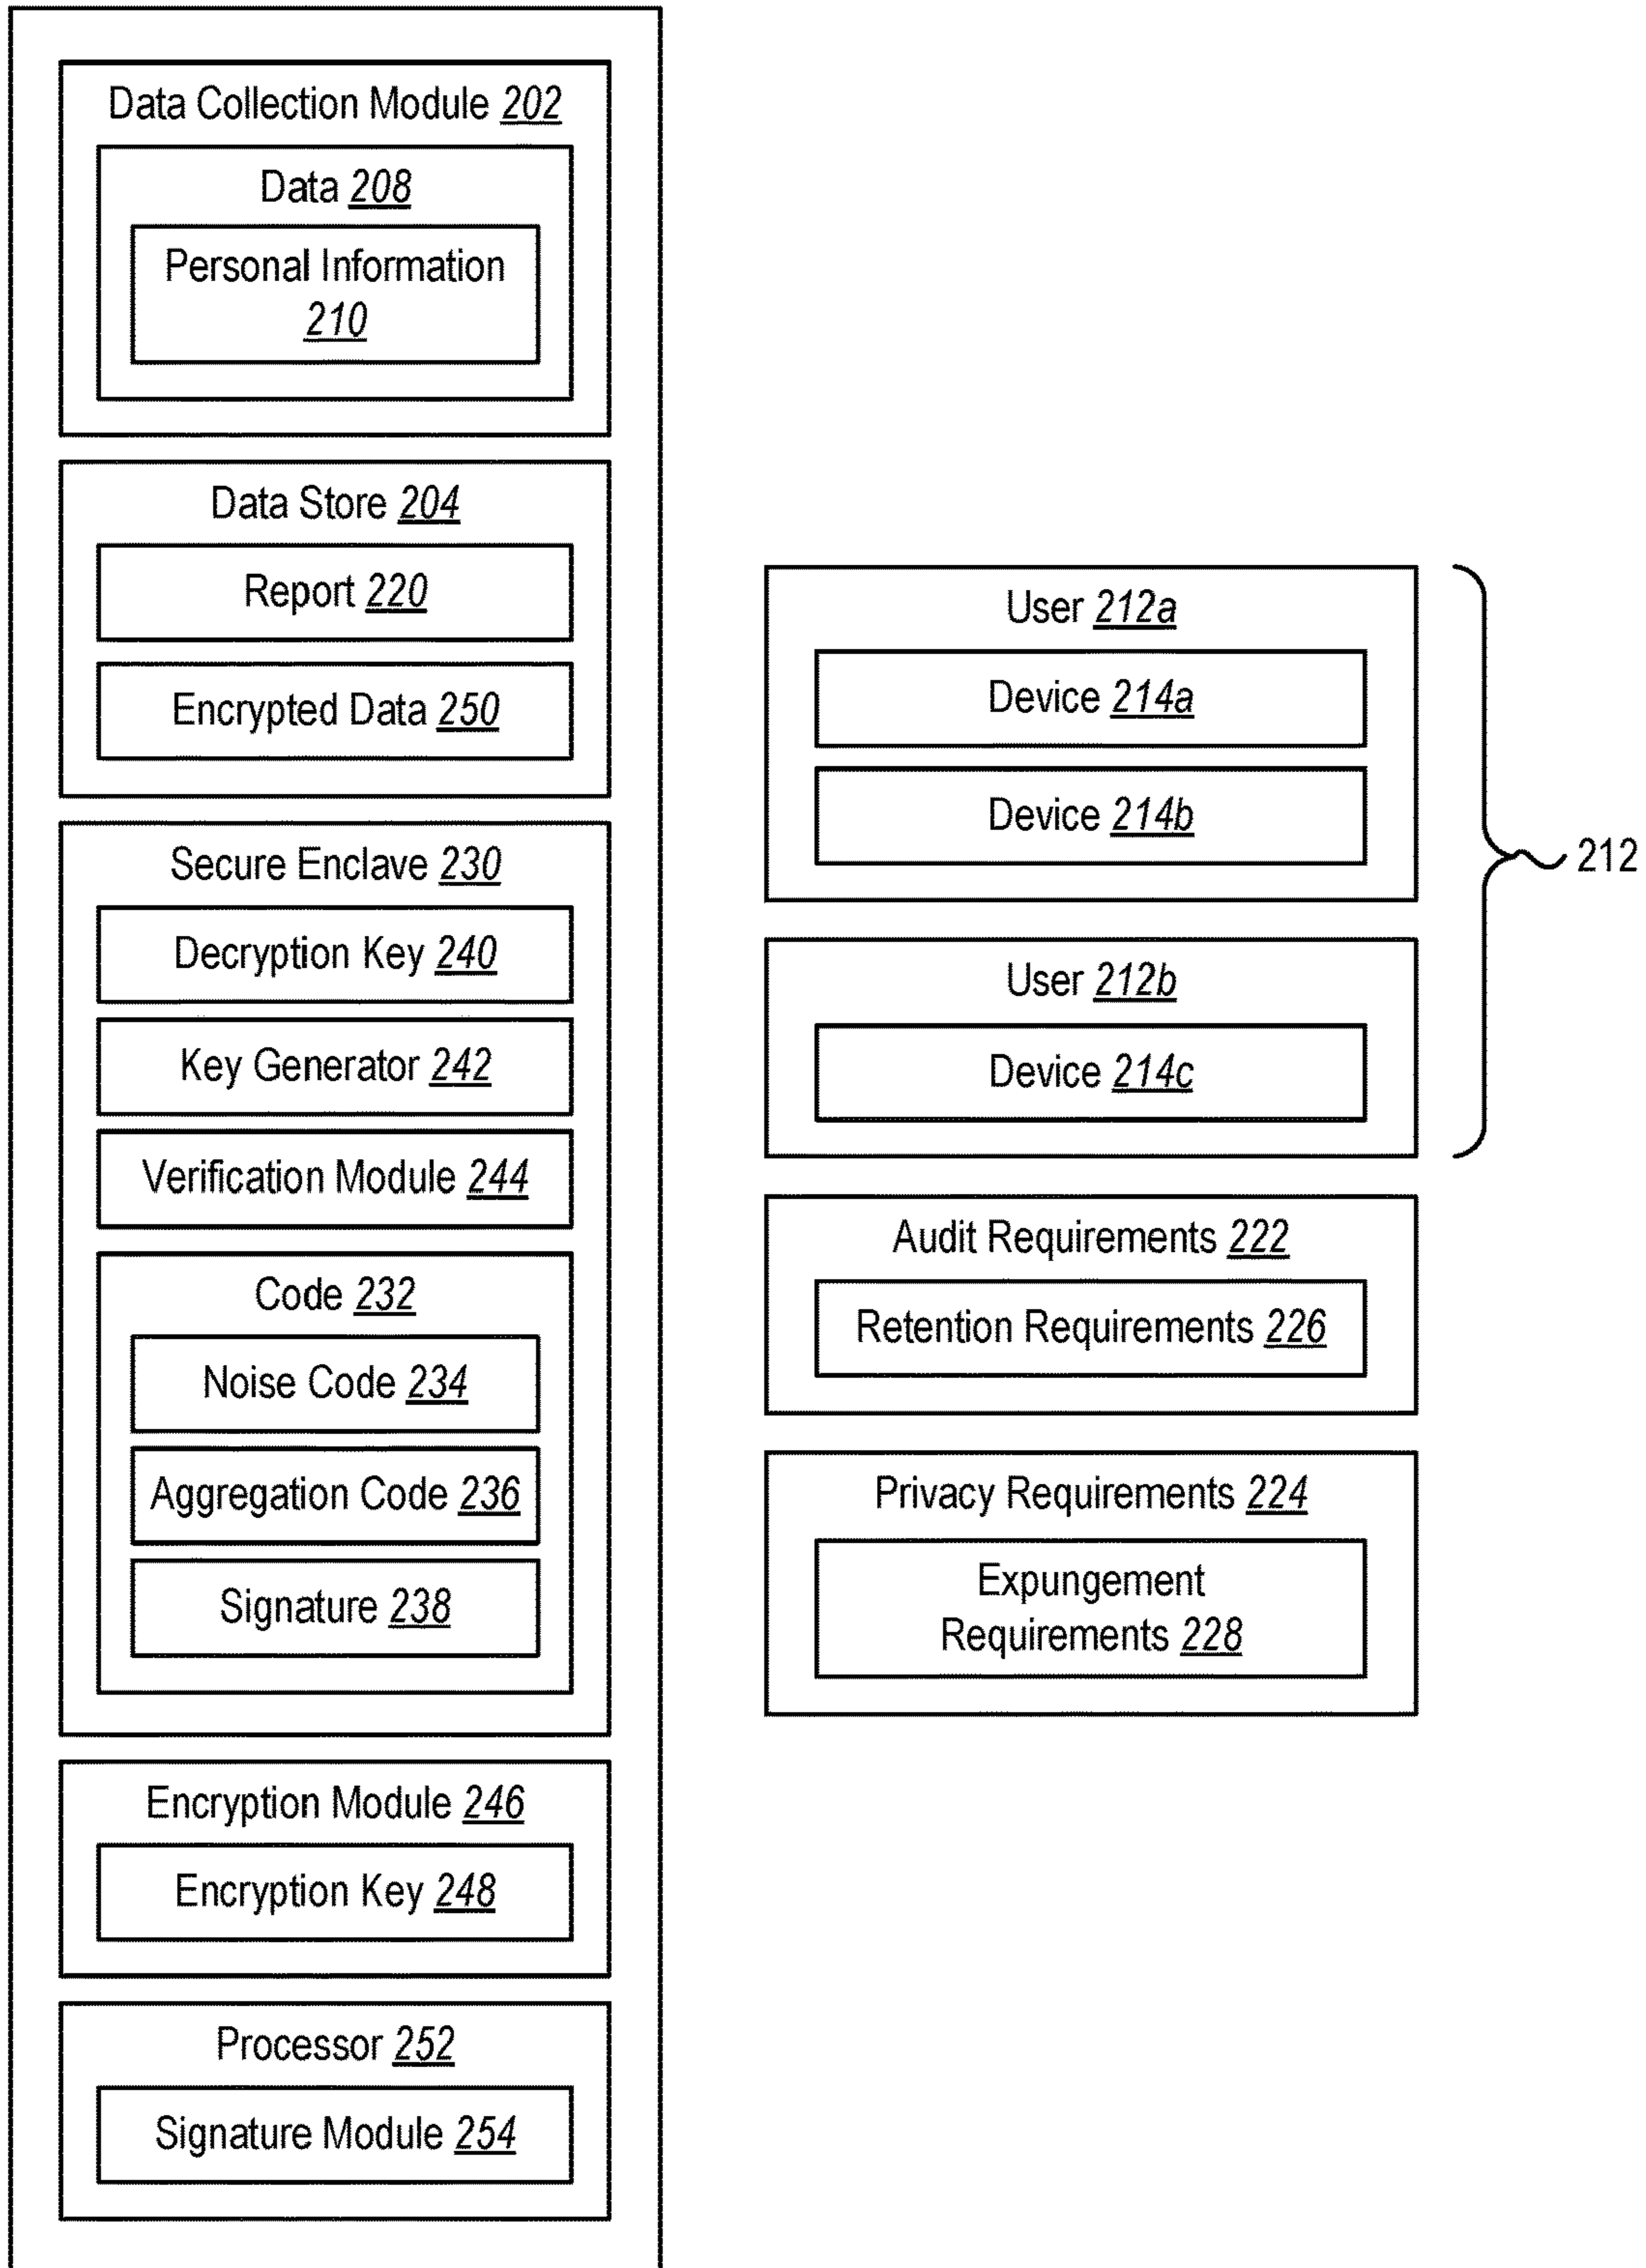 Data Collection Module 202
Data 208
Personal Information
210
Data Store 204
Report 220
Encrypted Data 250
Secure Enclave 230
Decryption Key 240
Key Generator 242
Verification Module 244
Code 232
Noise Code 234
Aggregation Code 236
Signature 238
Encryption Module 246
Encryption Key 248
Processor 252
Signature Module 254
User 212a
Device 214a
Device 214b
212
User 212b
Device 214c
Audit Requirements 222
Retention Requirements 226
Privacy Requirements 224
Expungement
Requirements 228